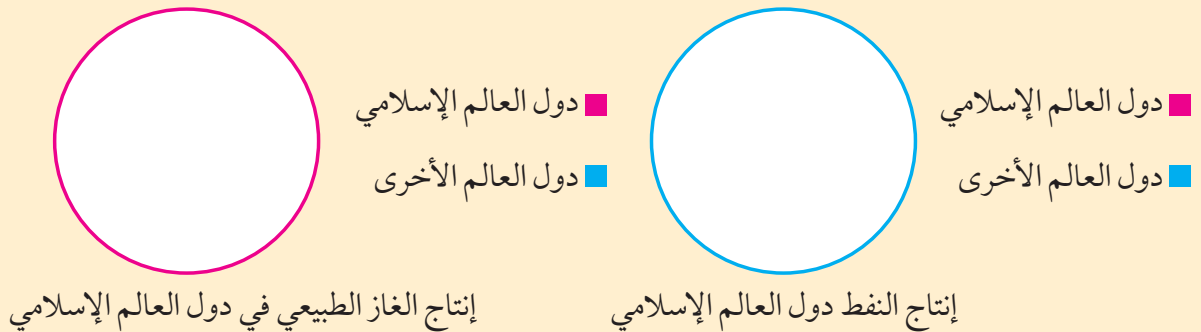 دول العالم الإسلامي
دول العالم الأخرى
إنتاج النفط دول العالم الإسلامي
دول العالم الإسلامي
دول العالم الأخرى
إنتاج الغاز الطبيعي في دول العالم الإسلامي